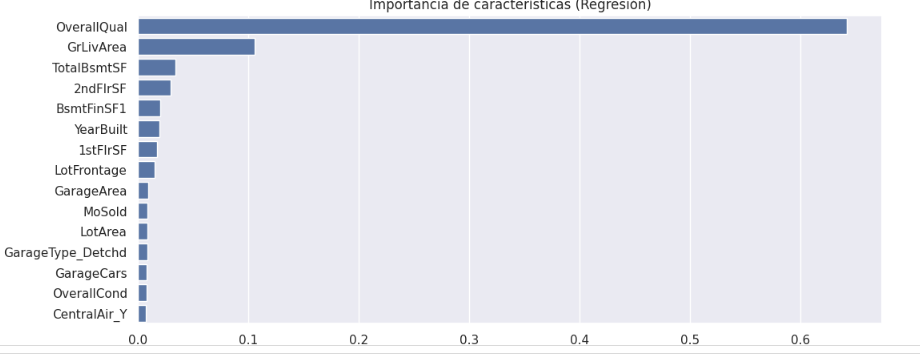 Importancia de características (Regresión)
OverallQual
GrLivArea
TotalBsmtSF
2ndFlrSF
BsmtFinSF1
YearBuilt
1stFlrSF
LotFrontage
GarageArea
MoSold
LotArea
GarageType_Detchd
GarageCars
OverallCond
CentralAir_Y
0.0 0.1 0.2 0.3 0.4 0.5 0.6